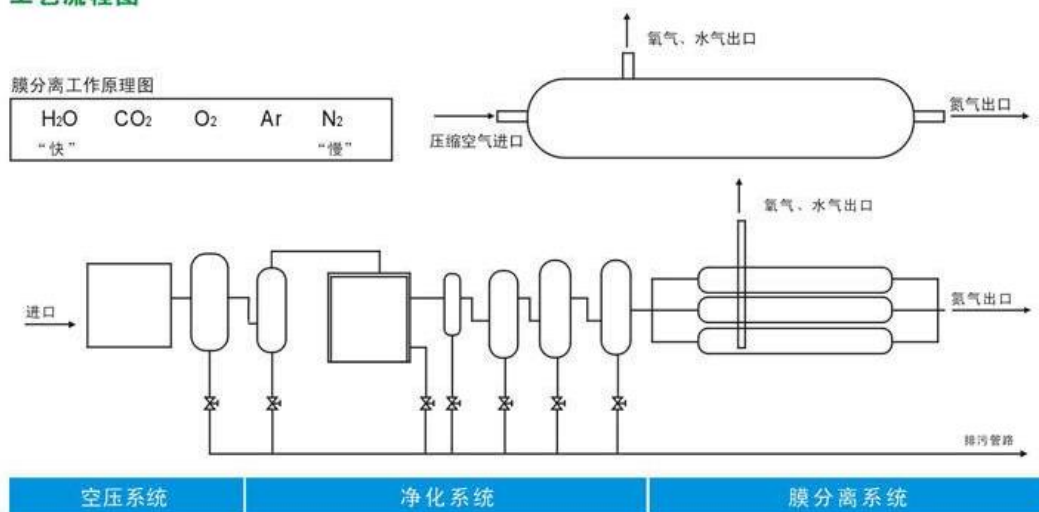 工艺流程图
氧气、水气出口
膜分离工作原理图
H₂O CO₂ O₂ Ar N₂
“快” “慢”
压缩空气进口
氮气出口
氧气、水气出口
进口
氮气出口
排污管路
空压系统 净化系统 膜分离系统